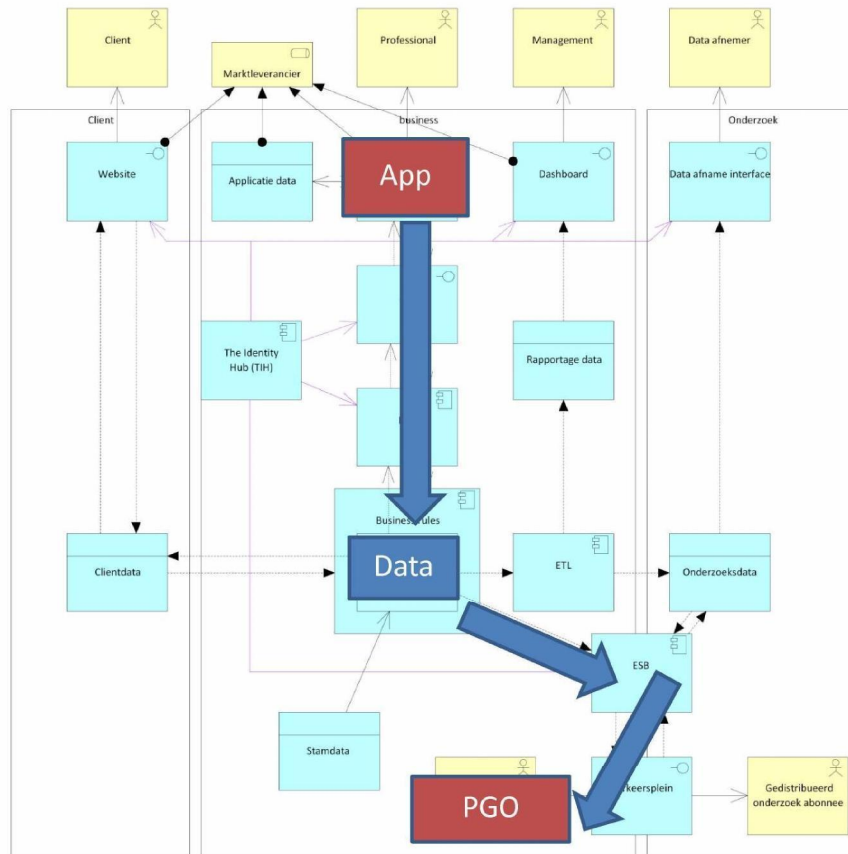 Client
Marktleverancier
Professional
Management
Data afnemer
Client
business
Onderzoek
Website
Applicatie data
App
Dashboard
Data afname interface
The Identity
Hub (TIH)
Rapportage data
Business rules
Clientdata
Data
ETL
Onderzoeksdata
ESB
Stamdata
PGO
rkeersplein
Gedistribueerd
onderzoek abonnee